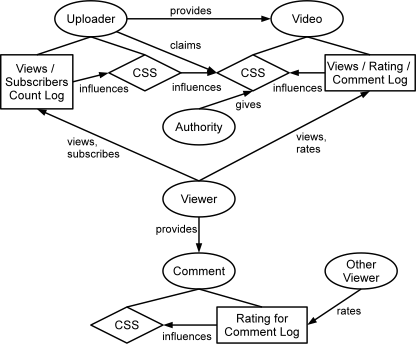 Uploader
provides
Video
claims
Views /
Subscribers
Count Log
influences
CSS
influences
CSS
influences
Views / Rating /
Comment Log
gives
Authority
views,
subscribes
views,
rates
Viewer
provides
Comment
Other
Viewer
CSS
influences
Rating for
Comment Log
rates